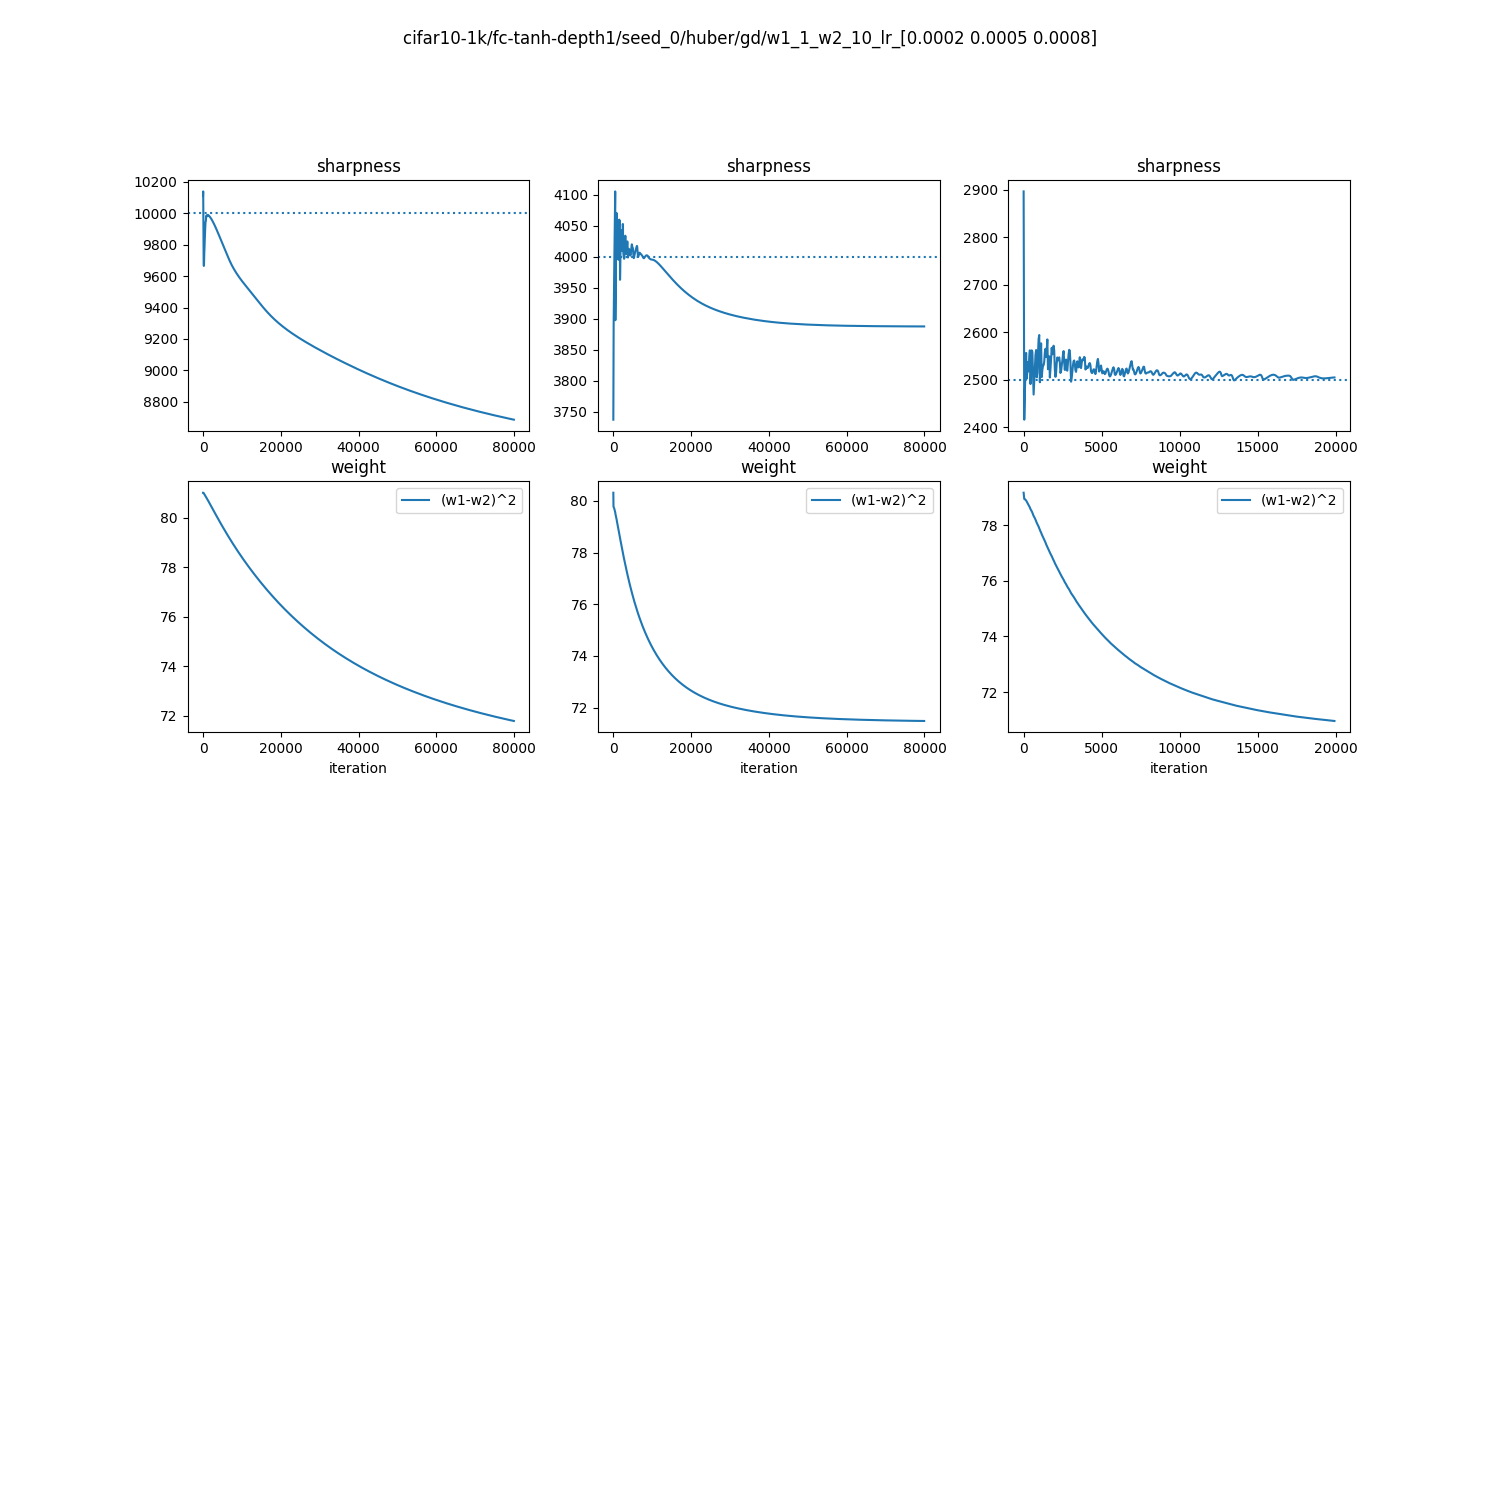 cifar10-1k/fc-tanh-depth1/seed_0/huber/gd/w1_1_w2_10_lr_[0.0002 0.0005 0.0008]
sharpness
10200
10000
9800
9600
9400
9200
9000
8800
0 20000 40000 60000 80000
sharpness
4100
4050
4000
3950
3900
3850
3800
3750
0 20000 40000 60000 80000
sharpness
2900
2800
2700
2600
2500
2400
0 5000 10000 15000 20000
weight
(w1-w2)^2
80
78
76
74
72
0 20000 40000 60000 80000
iteration
weight
(w1-w2)^2
80
78
76
74
72
0 20000 40000 60000 80000
iteration
weight
(w1-w2)^2
78
76
74
72
0 5000 10000 15000 20000
iteration